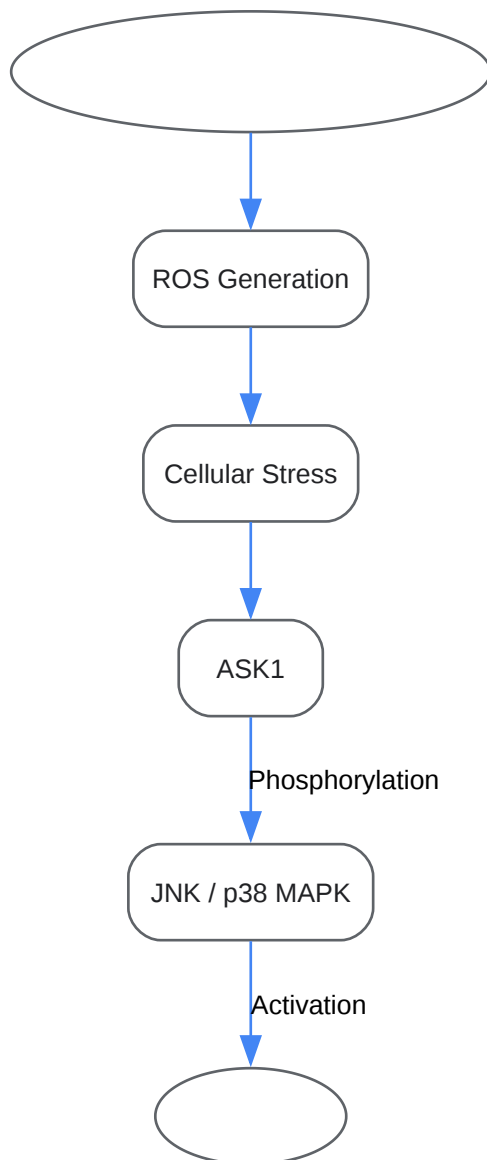 ROS Generation
Cellular Stress
ASK1
Phosphorylation
JNK / p38 MAPK
Activation